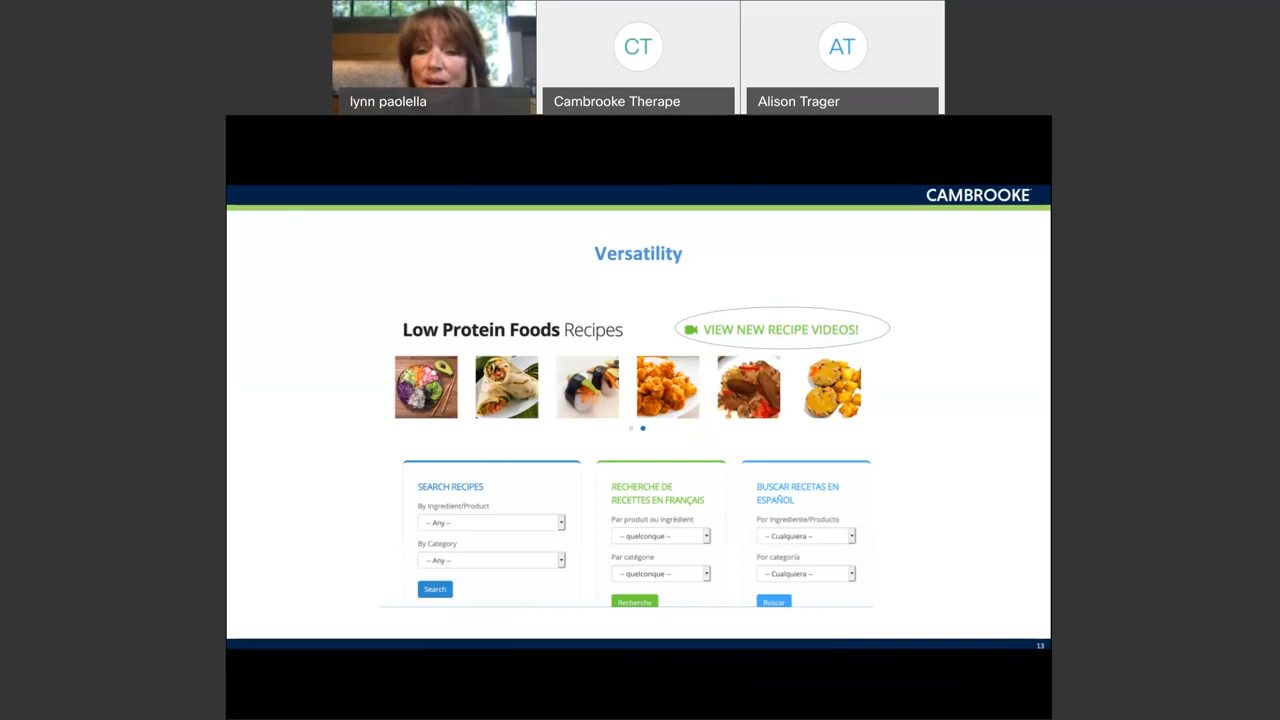 CT
AT
lynn paolella
Cambrooke Therape
Alison Trager
CAMBROOKE
Versatility
Low Protein Foods Recipes
VIEW NEW RECIPE VIDEOS!
SEARCH RECIPES
By Ingredient/Product
-- Any --
By Category
-- Any --
Search
RECHERCHE DE
RECETTES EN FRANÇAIS
Par produit ou ingrédient
-- quelconque --
Par catégorie
-- quelconque --
Recherche
BUSCAR RECETAS EN
ESPAÑOL
Por Ingrediente/Producto
-- Cualquiera --
Por categoría
-- Cualquiera --
Buscar
13